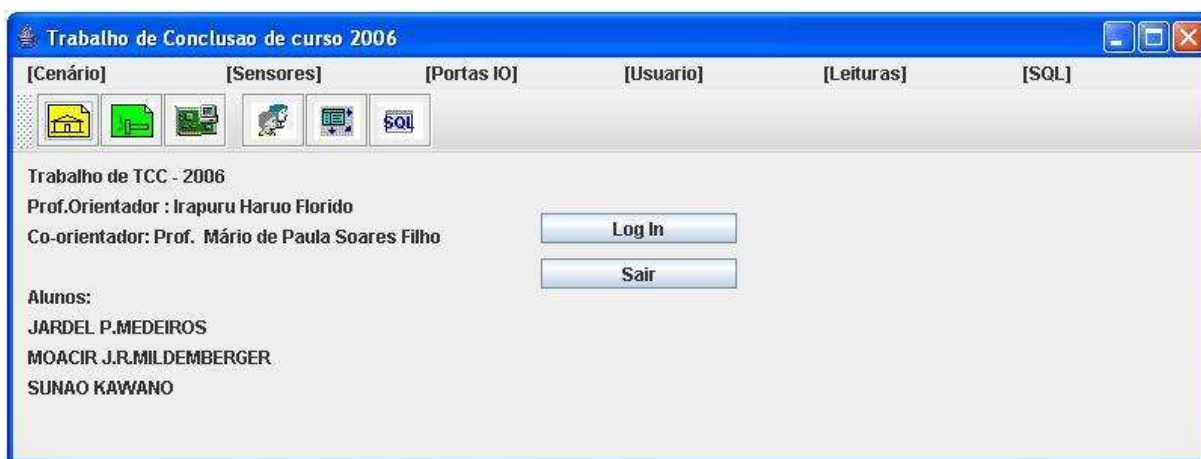 Trabalho de Conclusao de curso 2006
[Cenário] [Sensores] [Portas IO] [Usuario] [Leituras] [SQL]
SQL
Trabalho de TCC - 2006
Prof.Orientador : Irapuru Haruo Florido
Co-orientador: Prof. Mário de Paula Soares Filho
Log In
Sair
Alunos:
JARDEL P.MEDEIROS
MOACIR J.R.MILDEMBERGER
SUNAO KAWANO